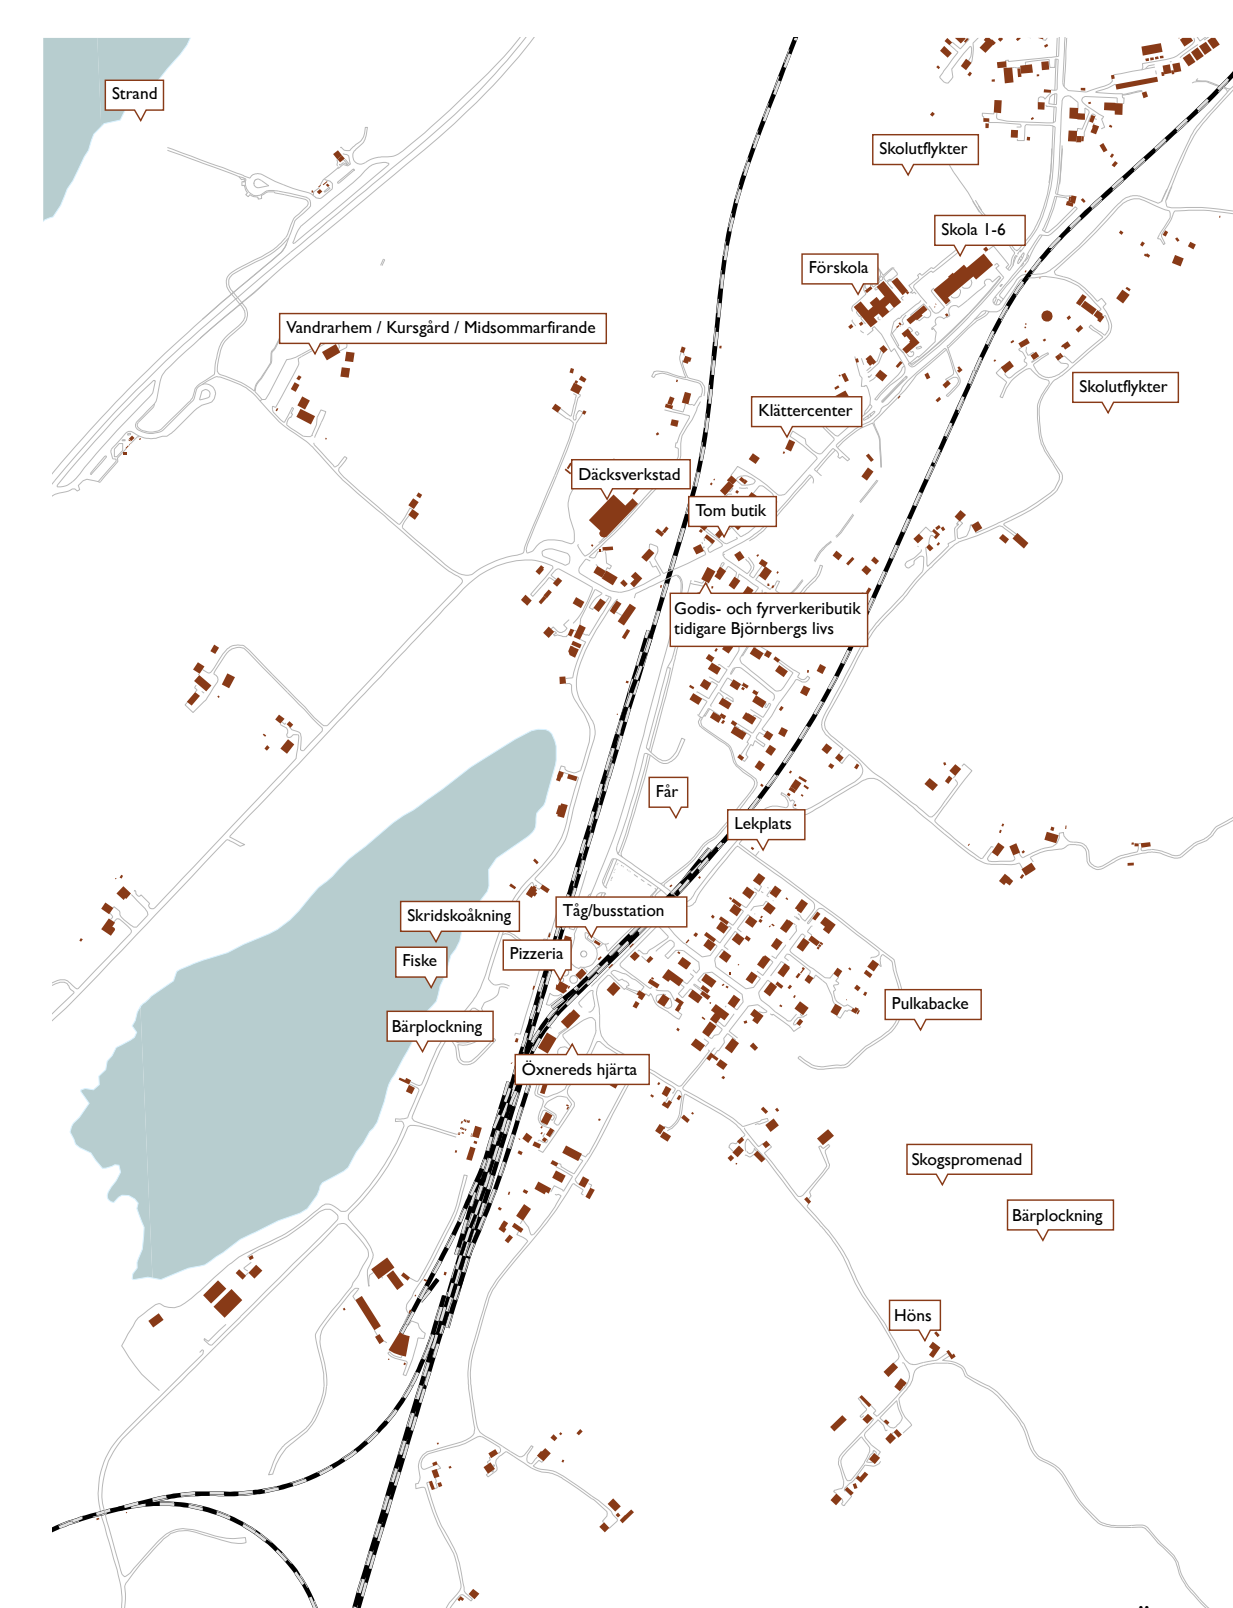 Strand
Skolutflykter
Skola 1-6
Förskola
Vandrarhem / Kursgård / Midsommarfirande
Skolutflykter
Klättercenter
Däcksverkstad
Tom butik
Godis- och fyrverkeributik
tidigare Björnbergs livs
Får
Lekplats
Tåg/busstation
Skridskoåkning
Pizzeria
Fiske
Pulkabacke
Bärplockning
Öxnereds hjärta
Skogspromenad
Bärplockning
Höns